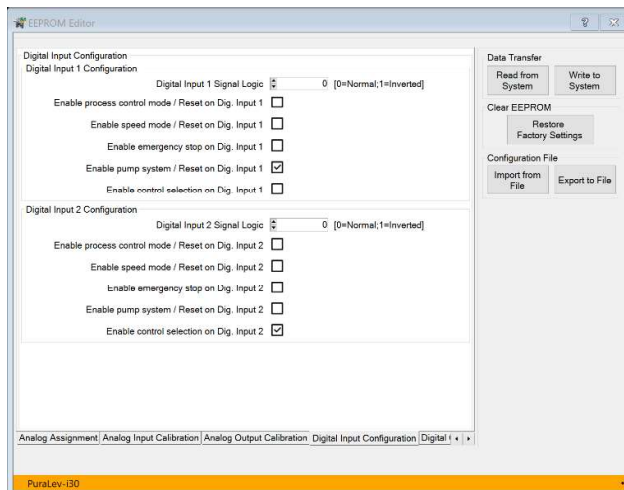 EEPROM Editor
Digital Input Configuration
Digital Input 1 Configuration
Digital Input 1 Signal Logic 0 [0=Normal;1=Inverted]
Enable process control mode / Reset on Dig. Input 1
Enable speed mode / Reset on Dig. Input 1
Enable emergency stop on Dig. Input 1
Enable pump system / Reset on Dig. Input 1
Enable control selection on Dig. Input 1
Digital Input 2 Configuration
Digital Input 2 Signal Logic 0 [0=Normal;1=Inverted]
Enable process control mode / Reset on Dig. Input 2
Enable speed mode / Reset on Dig. Input 2
Enable emergency stop on Dig. Input 2
Enable pump system / Reset on Dig. Input 2
Enable control selection on Dig. Input 2
Analog Assignment Analog Input Calibration Analog Output Calibration Digital Input Configuration Digital
Data Transfer
Read from System
Write to System
Clear EEPROM
Restore Factory Settings
Configuration File
Import from File
Export to File
PuraLev-i30